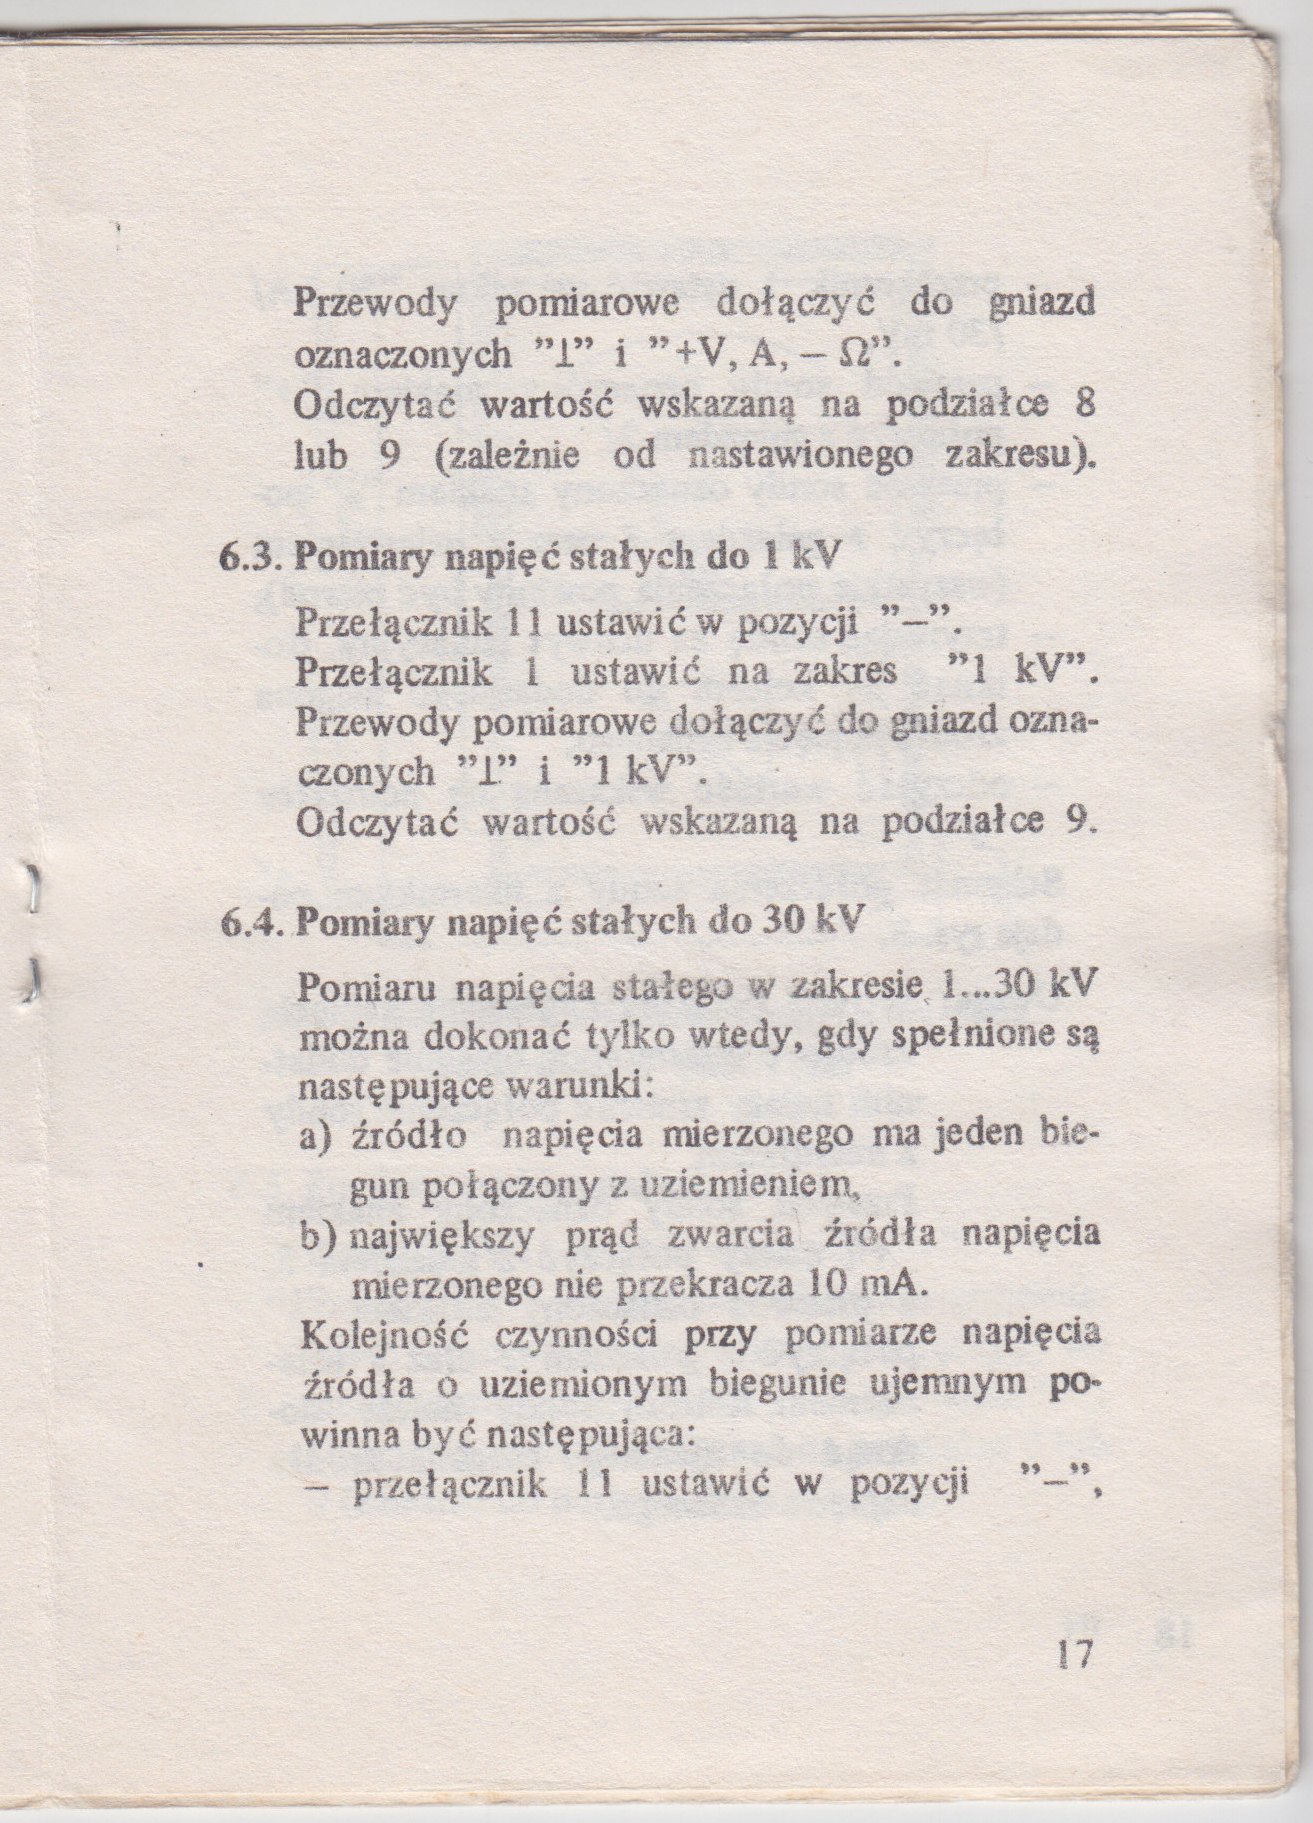 Przewody pomiarowe dołączyć do gniazd
oznaczonych ”⊥” i ”+V, A, – Ω”.
Odczytać wartość wskazaną na podziałce 8
lub 9 (zależnie od nastawionego zakresu).
6.3. Pomiary napięć stałych do 1 kV
Przełącznik 11 ustawić w pozycji ”–”.
Przełącznik 1 ustawić na zakres ”1 kV”.
Przewody pomiarowe dołączyć do gniazd ozna-
czonych ”⊥” i ”1 kV”.
Odczytać wartość wskazaną na podziałce 9.
6.4. Pomiary napięć stałych do 30 kV
Pomiaru napięcia stałego w zakresie 1...30 kV
można dokonać tylko wtedy, gdy spełnione są
następujące warunki:
a) źródło napięcia mierzonego ma jeden bie-
gun połączony z uziemieniem,
b) największy prąd zwarcia źródła napięcia
mierzonego nie przekracza 10 mA.
Kolejność czynności przy pomiarze napięcia
źródła o uziemionym biegunie ujemnym po-
winna być następująca:
– przełącznik 11 ustawić w pozycji ”–”,
17